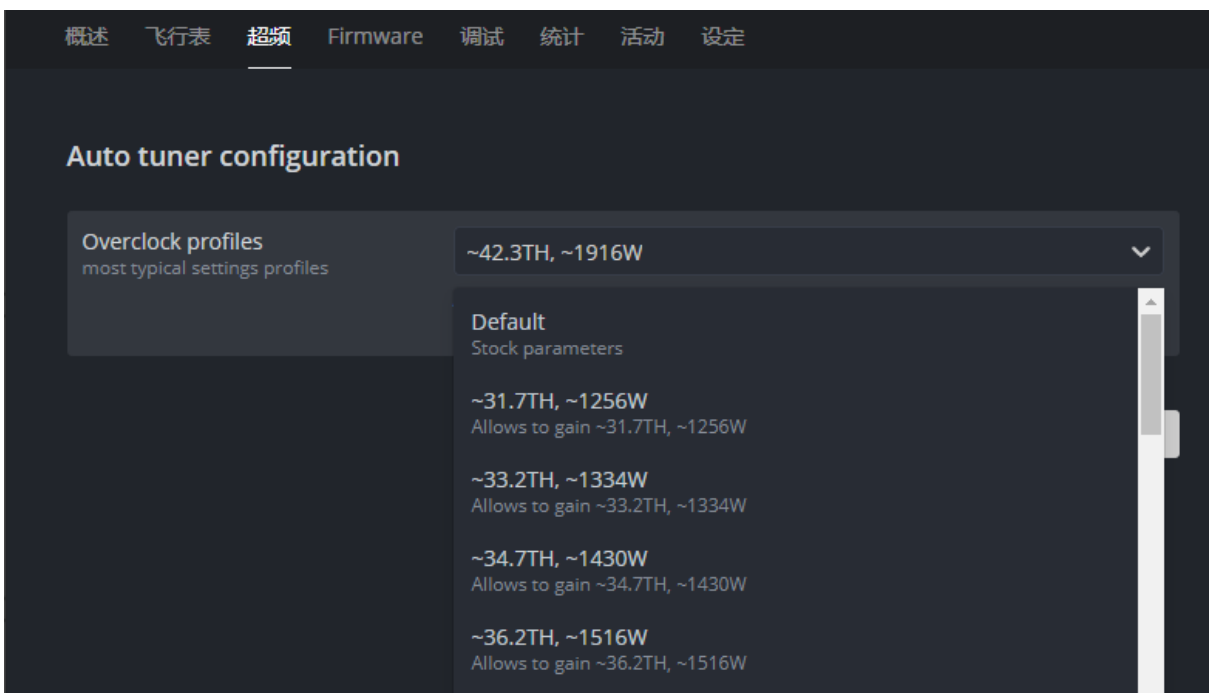 概述 飞行表 超频 Firmware 调试 统计 活动 设定
Auto tuner configuration
Overclock profiles
most typical settings profiles
~42.3TH, ~1916W
Default
Stock parameters
~31.7TH, ~1256W
Allows to gain ~31.7TH, ~1256W
~33.2TH, ~1334W
Allows to gain ~33.2TH, ~1334W
~34.7TH, ~1430W
Allows to gain ~34.7TH, ~1430W
~36.2TH, ~1516W
Allows to gain ~36.2TH, ~1516W